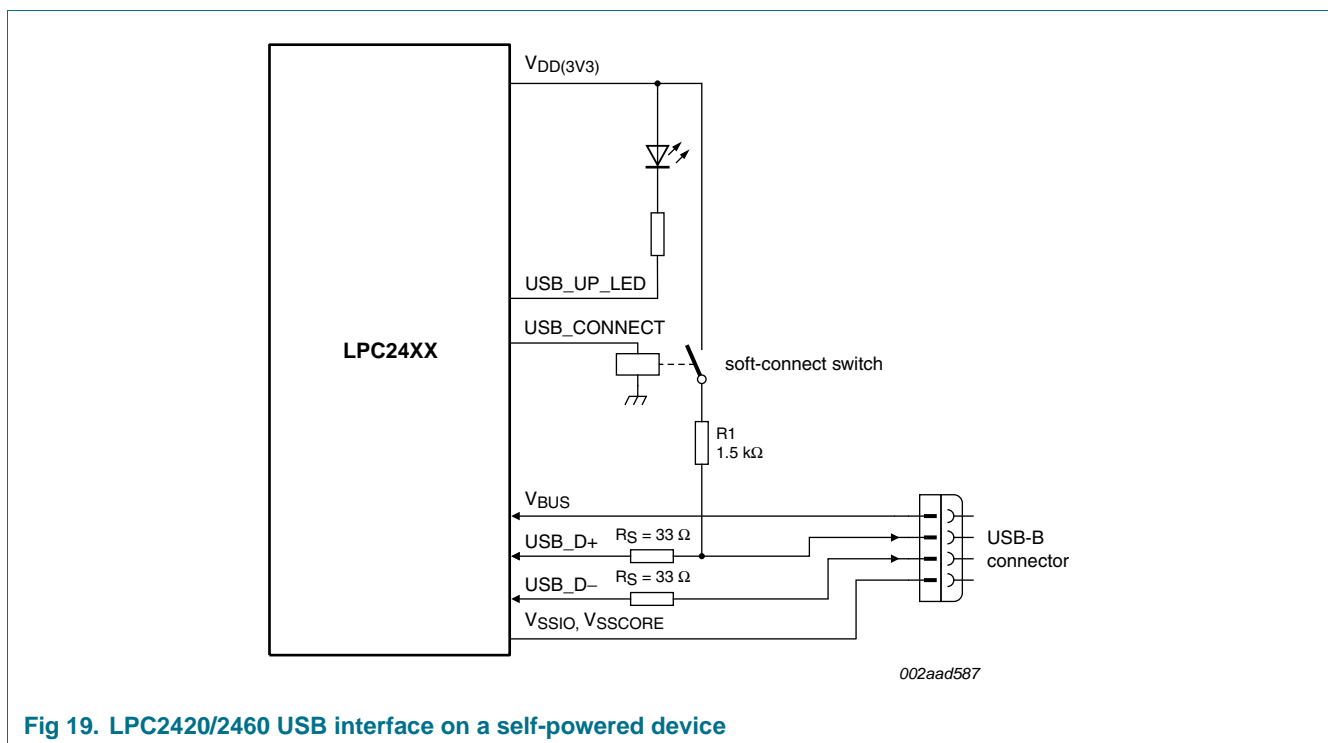 VDD(3V3)
USB_UP_LED
USB_CONNECT
LPC24XX
soft-connect switch
R1
1.5 kΩ
VBUS
USB_D+
RS = 33 Ω
USB-B
connector
USB_D−
RS = 33 Ω
VSSIO, VSSCORE
002aad587
Fig 19. LPC2420/2460 USB interface on a self-powered device